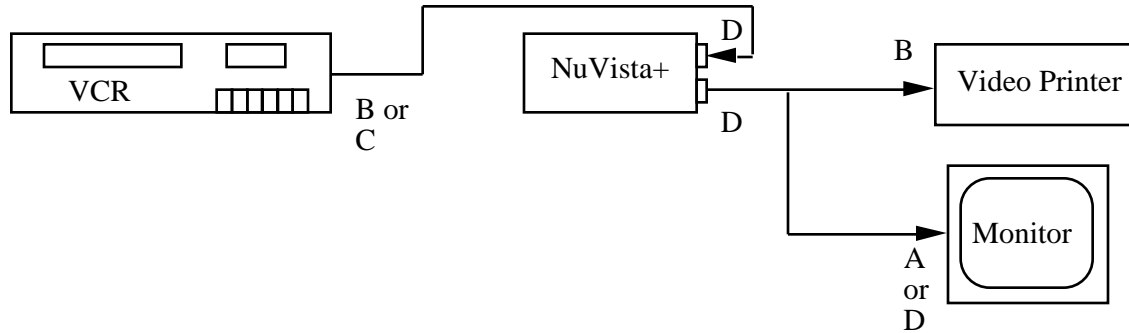 VCR
B or
C
NuVista+
D
D
B
Video Printer
Monitor
A
or
D